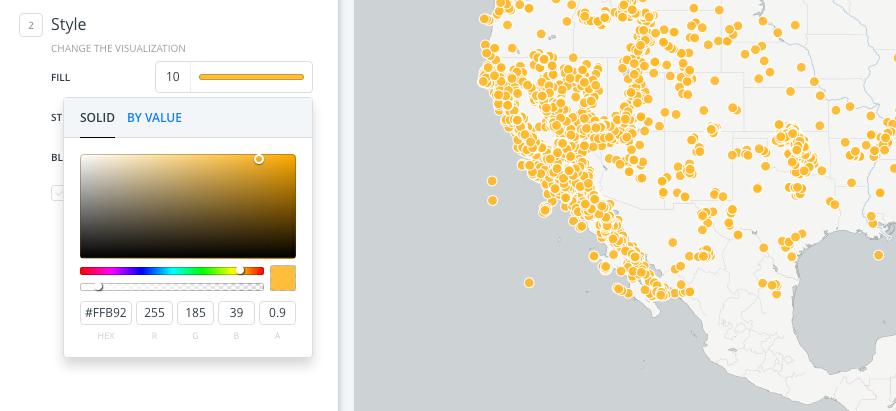 2 Style
CHANGE THE VISUALIZATION
FILL 10
ST
SOLID BY VALUE
BL
#FFB92 255 185 39 0.9
HEX R G B A